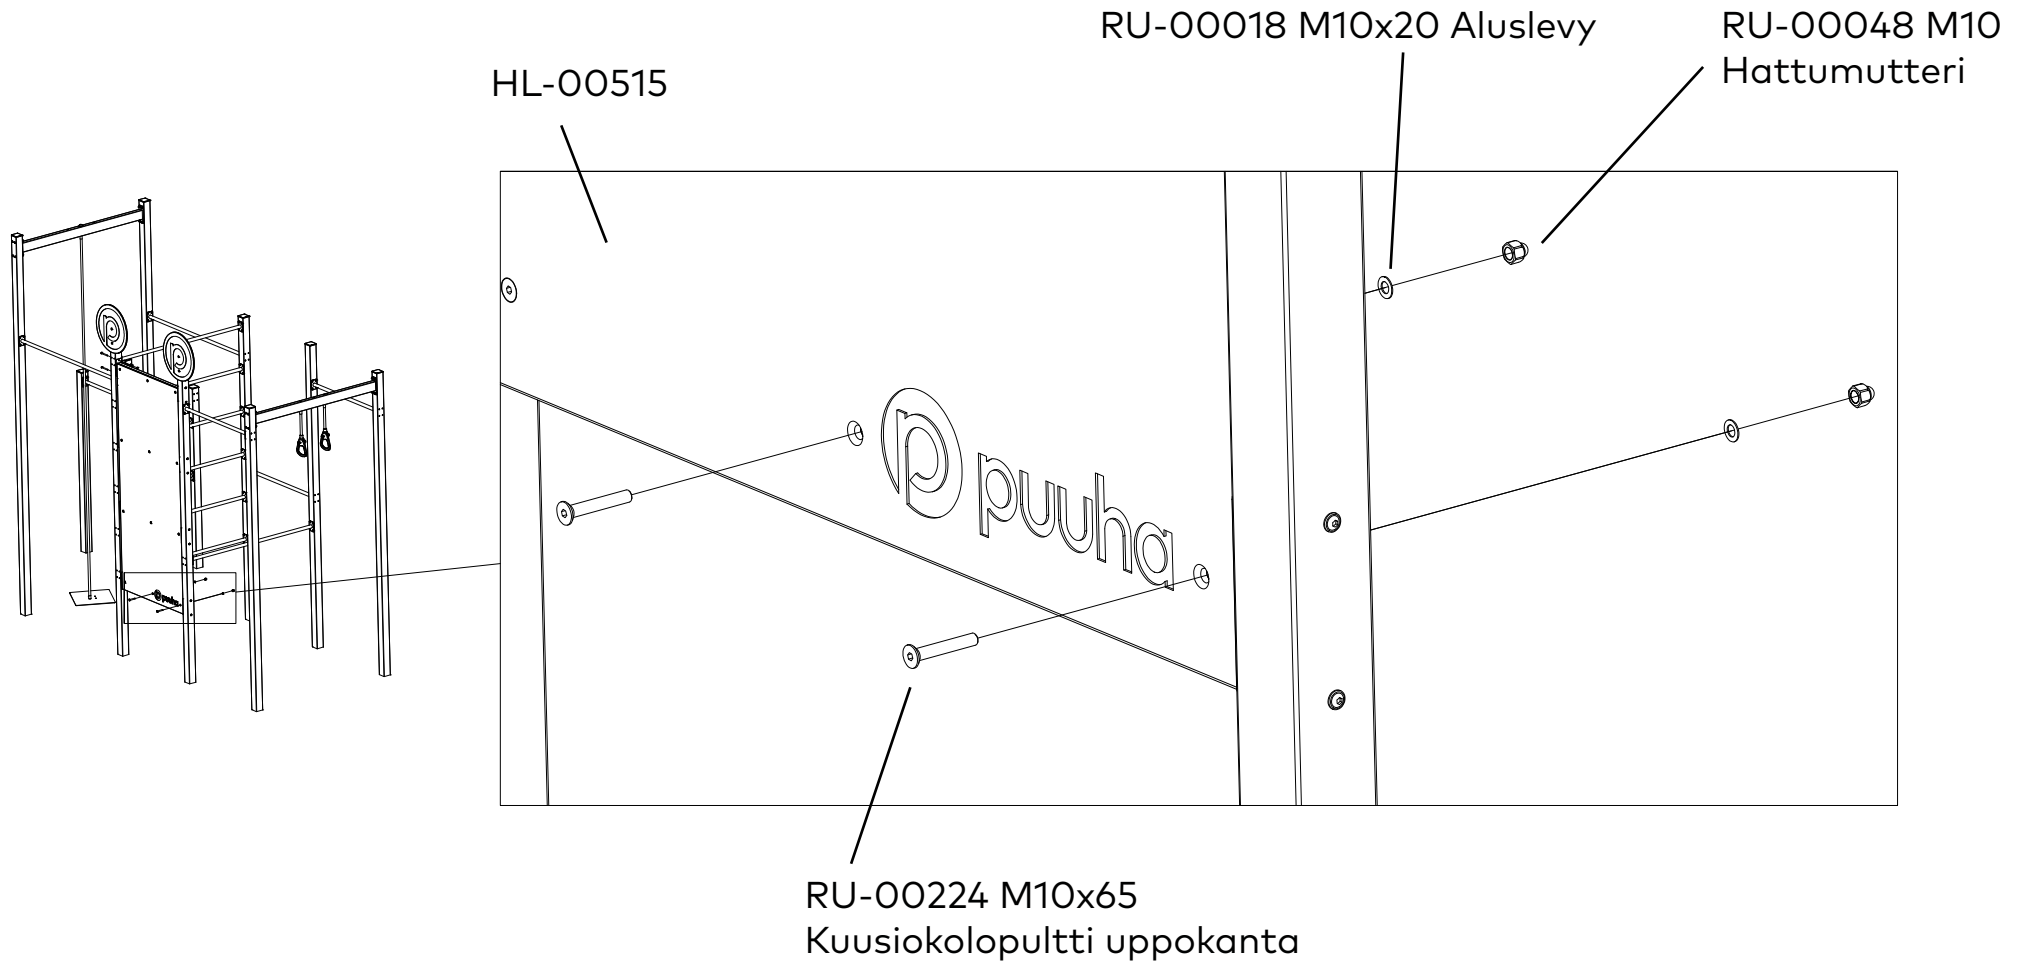 RU-00018 M10x20 Aluslevy
RU-00048 M10
Hattumutteri
HL-00515
puuha
RU-00224 M10x65
Kuusiokolopultti uppokanta